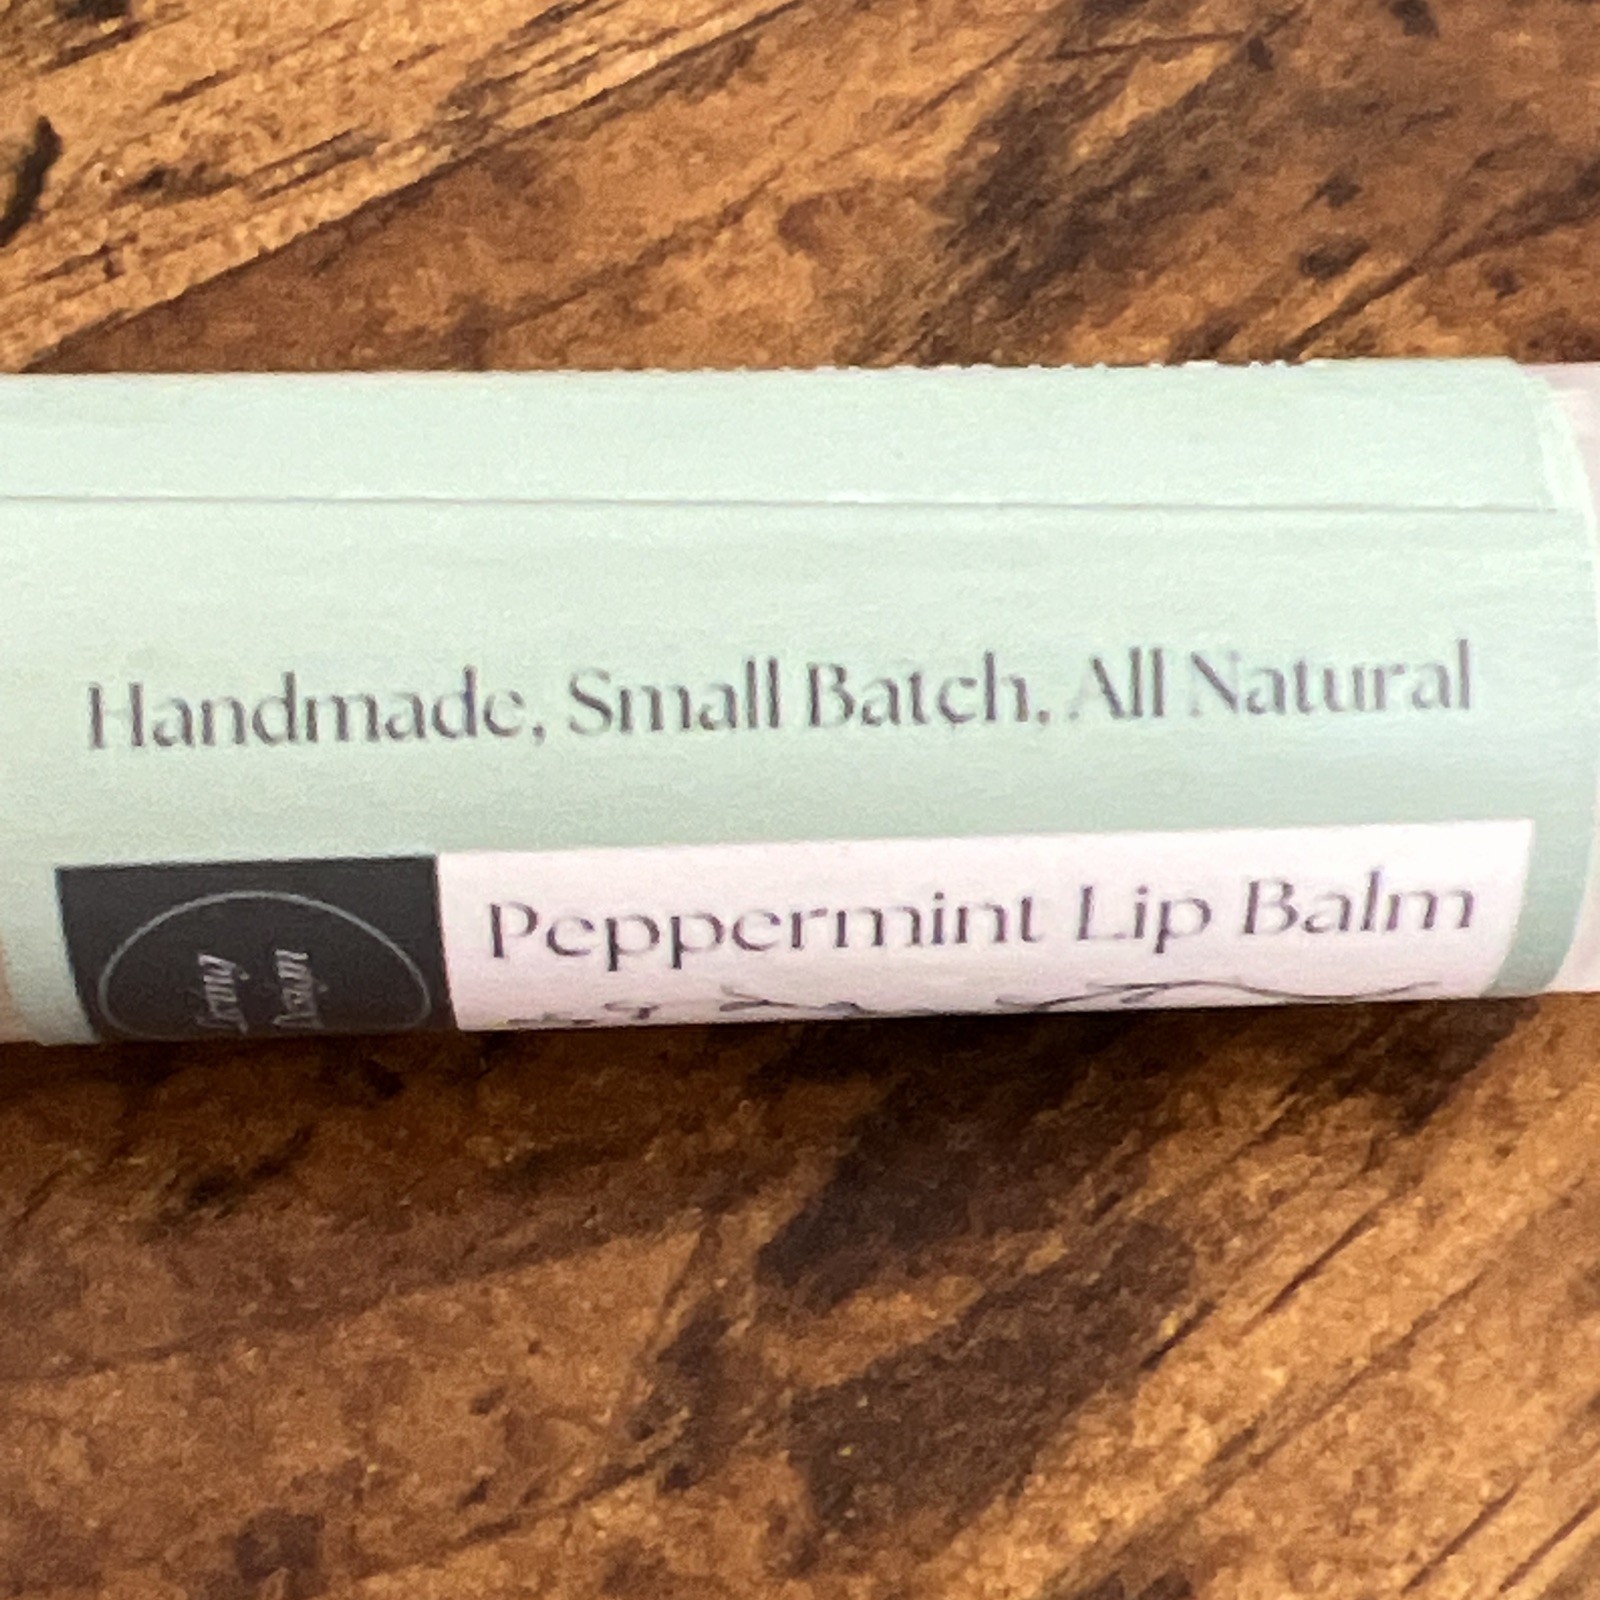 Handmade, Small Batch, All Natural
Peppermint Lip Balm